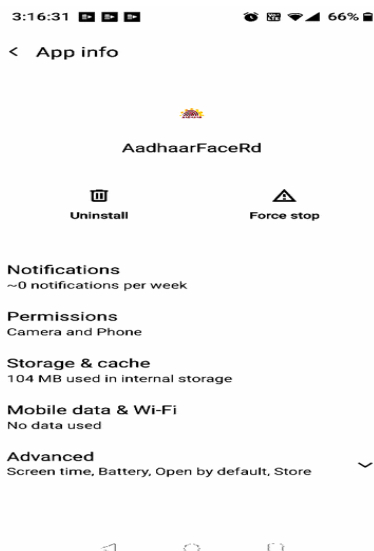 3:16:31 66%
App info
AadhaarFaceRd
Uninstall Force stop
Notifications
~0 notifications per week
Permissions
Camera and Phone
Storage & cache
104 MB used in internal storage
Mobile data & Wi-Fi
No data used
Advanced
Screen time, Battery, Open by default, Store